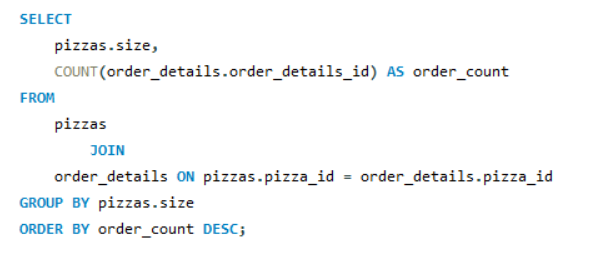 SELECT
pizzas.size,
COUNT(order_details.order_details_id) AS order_count
FROM
pizzas
JOIN
order_details ON pizzas.pizza_id = order_details.pizza_id
GROUP BY pizzas.size
ORDER BY order_count DESC;